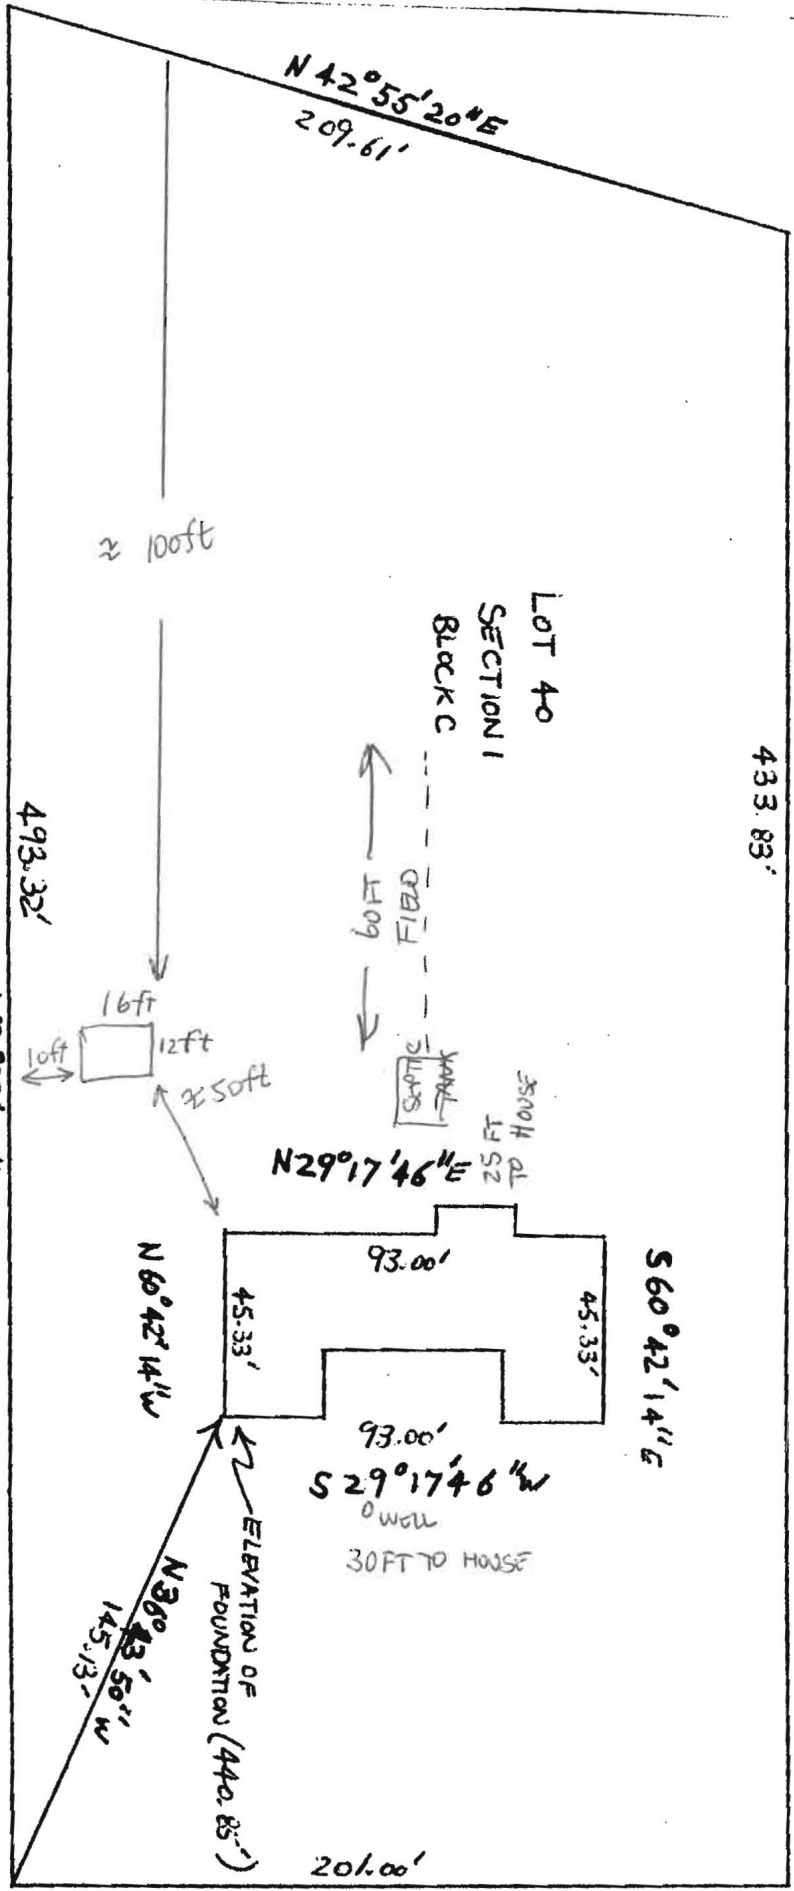 N 42°55'20"E
209.61'
≈ 100ft
LOT 40
SECTION 1
BLOCK C
433.83'
60FT
FIELD
493.32'
16ft
12ft
10ft
≈50ft
SEPTIC
TANK
25 FT
TO HOUSE
N29°17'46"E
93.00'
45.33'
45.33'
N 60°42'14"W
S 60°42'14"E
93.00'
S 29°17'46"W
WELL
30FT TO HOUSE
ELEVATION OF
FOUNDATION (440.85')
N36°43'50" W
145.13'
201.00'